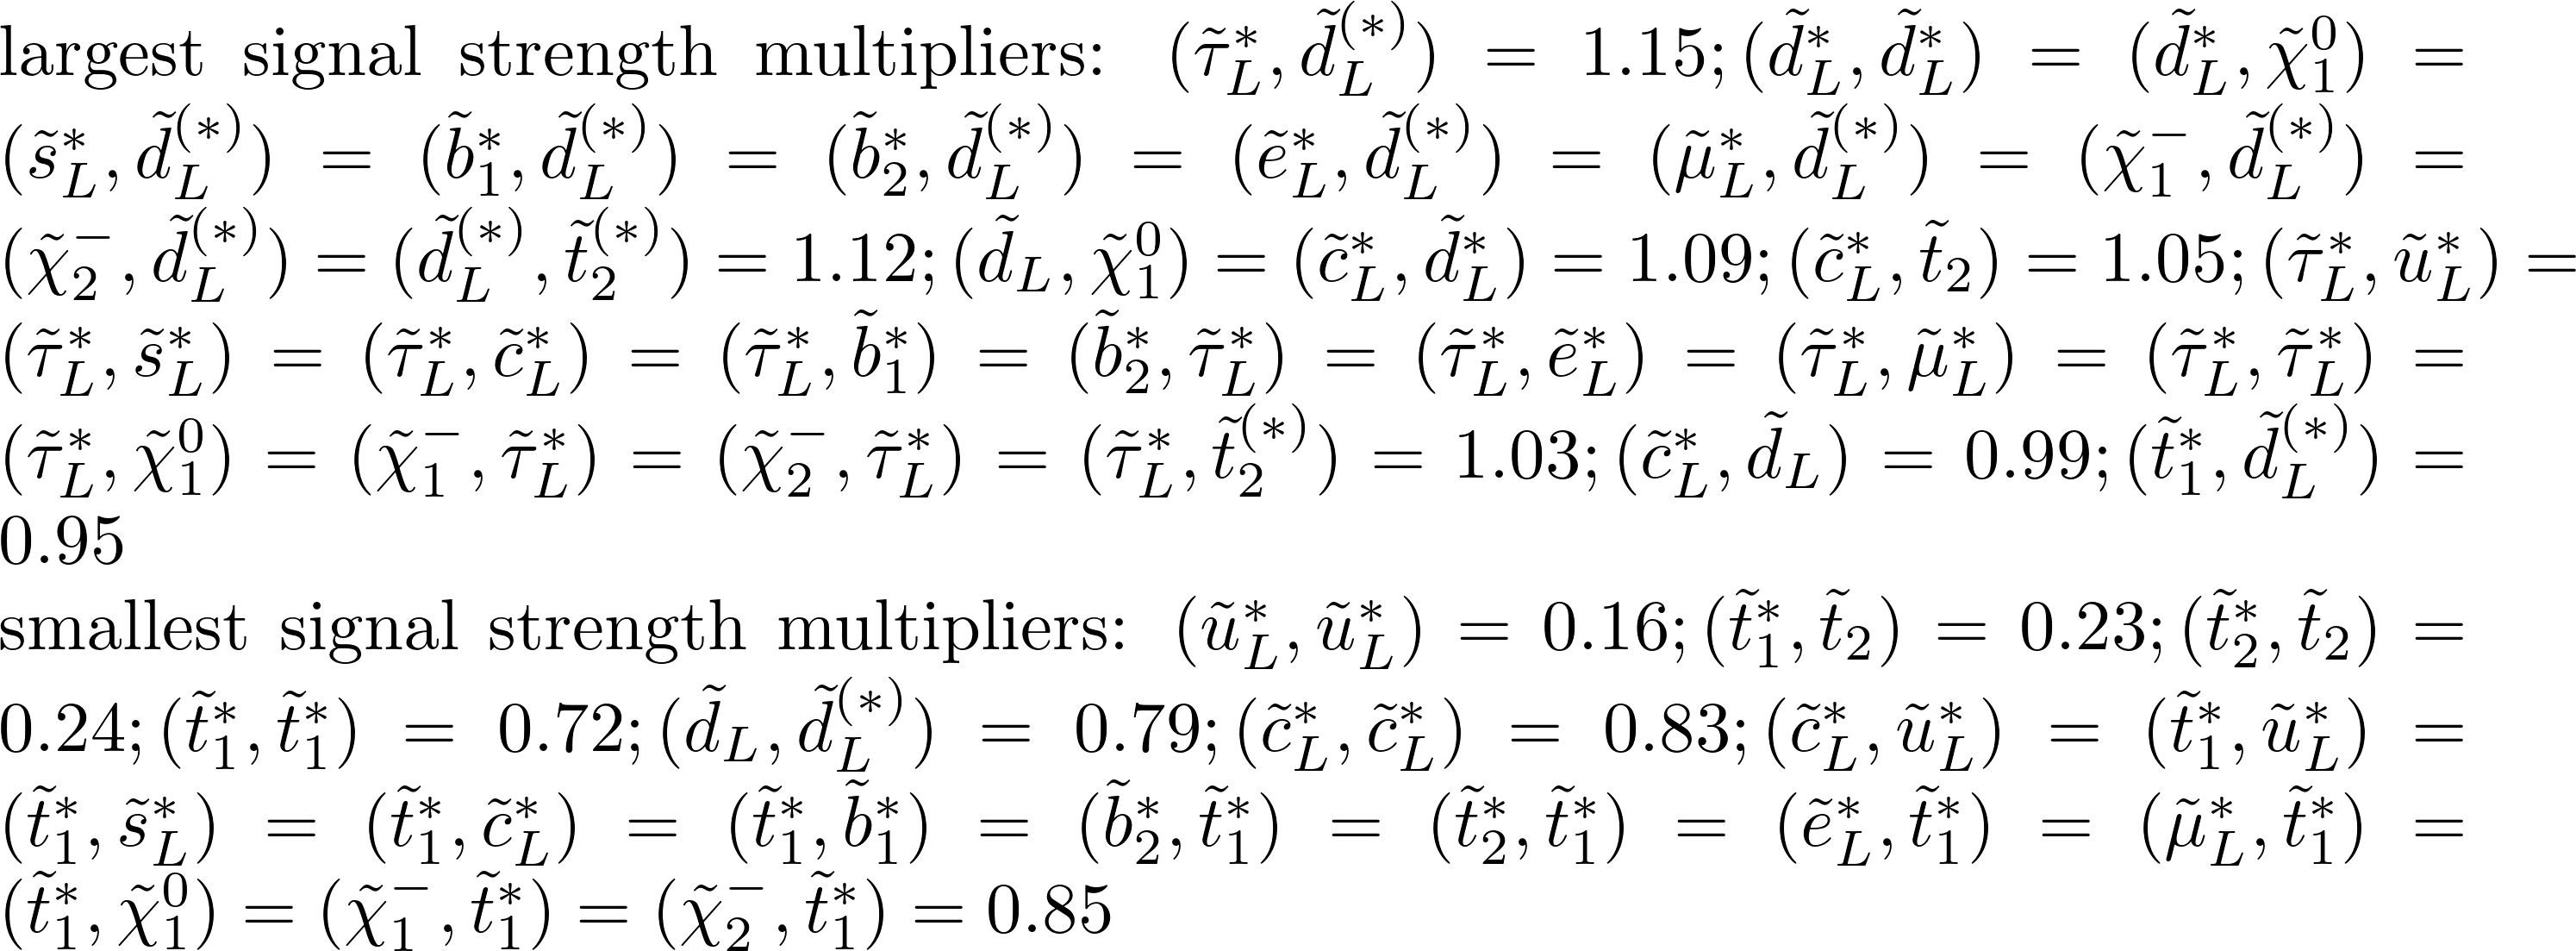 largest signal strength multipliers: $(\tilde{\tau}_L^*, \tilde{d}_L^{(*)}) = 1.15; (\tilde{d}_L^*, \tilde{d}_L^*) = (\tilde{d}_L^*, \tilde{\chi}_1^0) =$
$(\tilde{s}_L^*, \tilde{d}_L^{(*)}) = (\tilde{b}_1^*, \tilde{d}_L^{(*)}) = (\tilde{b}_2^*, \tilde{d}_L^{(*)}) = (\tilde{e}_L^*, \tilde{d}_L^{(*)}) = (\tilde{\mu}_L^*, \tilde{d}_L^{(*)}) = (\tilde{\chi}_1^-, \tilde{d}_L^{(*)}) =$
$(\tilde{\chi}_2^-, \tilde{d}_L^{(*)}) = (\tilde{d}_L^{(*)}, \tilde{t}_2^{(*)}) = 1.12; (\tilde{d}_L, \tilde{\chi}_1^0) = (\tilde{c}_L^*, \tilde{d}_L^*) = 1.09; (\tilde{c}_L^*, \tilde{t}_2) = 1.05; (\tilde{\tau}_L^*, \tilde{u}_L^*) =$
$(\tilde{\tau}_L^*, \tilde{s}_L^*) = (\tilde{\tau}_L^*, \tilde{c}_L^*) = (\tilde{\tau}_L^*, \tilde{b}_1^*) = (\tilde{b}_2^*, \tilde{\tau}_L^*) = (\tilde{\tau}_L^*, \tilde{e}_L^*) = (\tilde{\tau}_L^*, \tilde{\mu}_L^*) = (\tilde{\tau}_L^*, \tilde{\tau}_L^*) =$
$(\tilde{\tau}_L^*, \tilde{\chi}_1^0) = (\tilde{\chi}_1^-, \tilde{\tau}_L^*) = (\tilde{\chi}_2^-, \tilde{\tau}_L^*) = (\tilde{\tau}_L^*, \tilde{t}_2^{(*)}) = 1.03; (\tilde{c}_L^*, \tilde{d}_L) = 0.99; (\tilde{t}_1^*, \tilde{d}_L^{(*)}) =$
0.95
smallest signal strength multipliers: $(\tilde{u}_L^*, \tilde{u}_L^*) = 0.16; (\tilde{t}_1^*, \tilde{t}_2) = 0.23; (\tilde{t}_2^*, \tilde{t}_2) =$
$0.24; (\tilde{t}_1^*, \tilde{t}_1^*) = 0.72; (\tilde{d}_L, \tilde{d}_L^{(*)}) = 0.79; (\tilde{c}_L^*, \tilde{c}_L^*) = 0.83; (\tilde{c}_L^*, \tilde{u}_L^*) = (\tilde{t}_1^*, \tilde{u}_L^*) =$
$(\tilde{t}_1^*, \tilde{s}_L^*) = (\tilde{t}_1^*, \tilde{c}_L^*) = (\tilde{t}_1^*, \tilde{b}_1^*) = (\tilde{b}_2^*, \tilde{t}_1^*) = (\tilde{t}_2^*, \tilde{t}_1^*) = (\tilde{e}_L^*, \tilde{t}_1^*) = (\tilde{\mu}_L^*, \tilde{t}_1^*) =$
$(\tilde{t}_1^*, \tilde{\chi}_1^0) = (\tilde{\chi}_1^-, \tilde{t}_1^*) = (\tilde{\chi}_2^-, \tilde{t}_1^*) = 0.85$